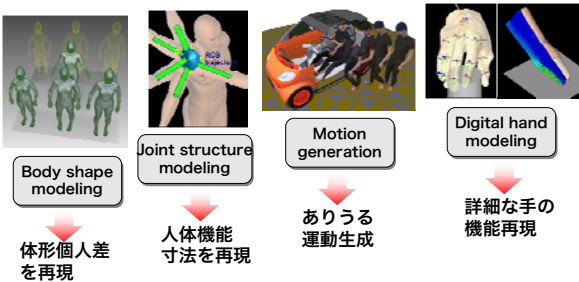 Body shape
modeling
体形個人差
を再現
Joint structure
modeling
人体機能
寸法を再現
Motion
generation
ありうる
運動生成
Digital hand
modeling
詳細な手の
機能再現